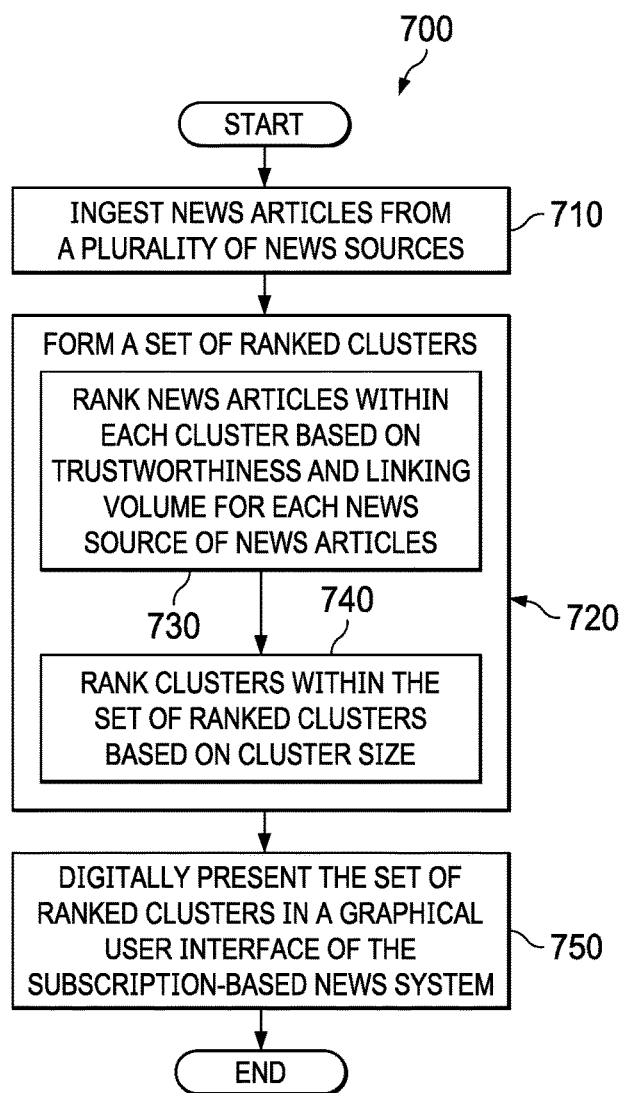 700
START
INGEST NEWS ARTICLES FROM
A PLURALITY OF NEWS SOURCES
710
FORM A SET OF RANKED CLUSTERS
RANK NEWS ARTICLES WITHIN
EACH CLUSTER BASED ON
TRUSTWORTHINESS AND LINKING
VOLUME FOR EACH NEWS
SOURCE OF NEWS ARTICLES
730
740
720
RANK CLUSTERS WITHIN THE
SET OF RANKED CLUSTERS
BASED ON CLUSTER SIZE
DIGITALLY PRESENT THE SET OF
RANKED CLUSTERS IN A GRAPHICAL
USER INTERFACE OF THE
SUBSCRIPTION-BASED NEWS SYSTEM
750
END